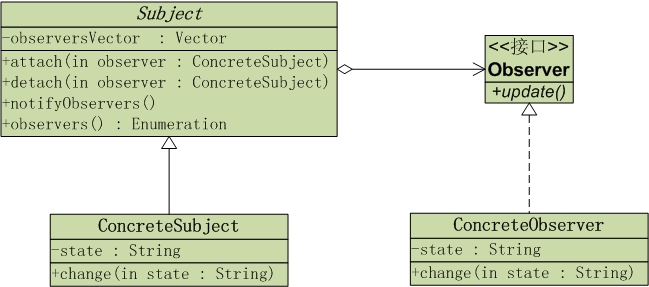 Subject
-observersVector : Vector
+attach(in observer : ConcreteSubject)
+detach(in observer : ConcreteSubject)
+notifyObservers()
+observers() : Enumeration
<<接口>>
Observer
+update()
ConcreteSubject
-state : String
+change(in state : String)
ConcreteObserver
-state : String
+change(in state : String)